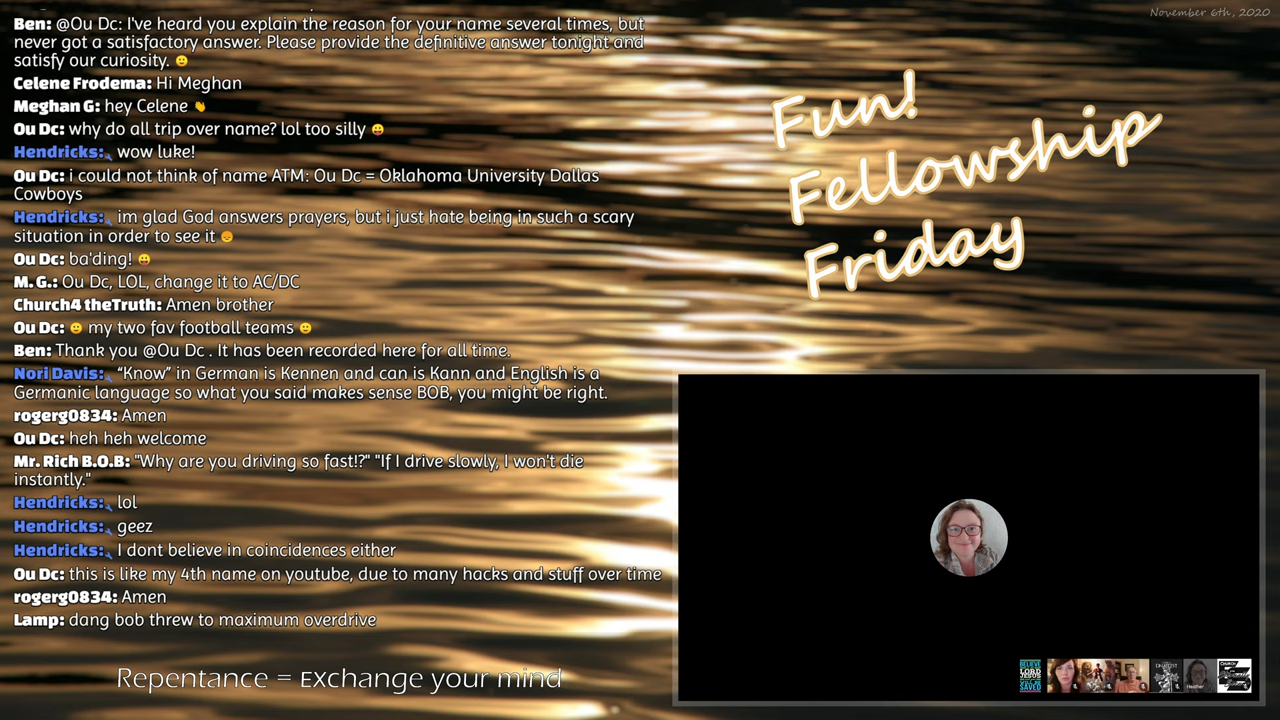 November 6th, 2020
Ben: @Ou Dc: I've heard you explain the reason for your name several times, but
never got a satisfactory answer. Please provide the definitive answer tonight and
satisfy our curiosity. 🙂
Celene Frodema: Hi Meghan
Meghan G: hey Celene 👋
Ou Dc: why do all trip over name? lol too silly 😛
Hendricks: wow luke!
Ou Dc: i could not think of name ATM: Ou Dc = Oklahoma University Dallas
Cowboys
Hendricks: im glad God answers prayers, but i just hate being in such a scary
situation in order to see it 😞
Ou Dc: ba'ding! 😛
M. G.: Ou Dc, LOL, change it to AC/DC
Church4 theTruth: Amen brother
Ou Dc: 🙂 my two fav football teams 🙂
Ben: Thank you @Ou Dc . It has been recorded here for all time.
Nori Davis: “Know” in German is Kennen and can is Kann and English is a
Germanic language so what you said makes sense BOB, you might be right.
rogerg0834: Amen
Ou Dc: heh heh welcome
Mr. Rich B.O.B: "Why are you driving so fast!?" "If I drive slowly, I won't die
instantly."
Hendricks: lol
Hendricks: geez
Hendricks: I dont believe in coincidences either
Ou Dc: this is like my 4th name on youtube, due to many hacks and stuff over time
rogerg0834: Amen
Lamp: dang bob threw to maximum overdrive
Repentance = Exchange your mind
Fun!
Fellowship
Friday
BELIEVE
LORD
JESUS
SAVED
Heather
CHURCH